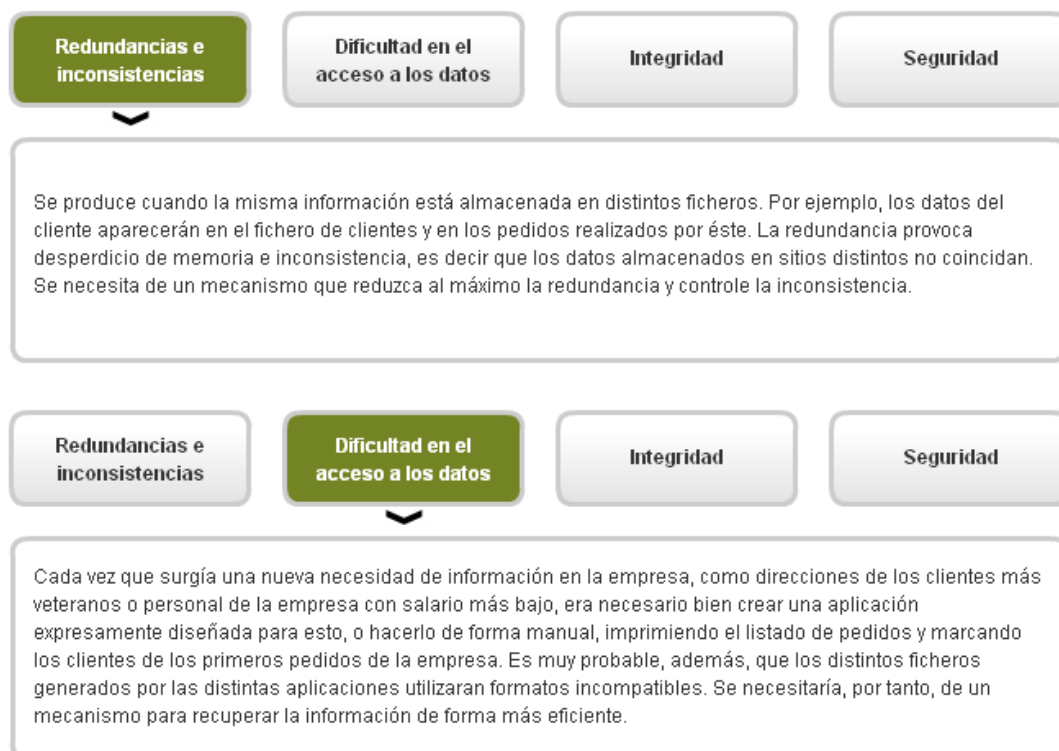 Redundancias e
inconsistencias
Dificultad en el
acceso a los datos
Integridad
Seguridad
Se produce cuando la misma información está almacenada en distintos ficheros. Por ejemplo, los datos del
cliente aparecerán en el fichero de clientes y en los pedidos realizados por éste. La redundancia provoca
desperdicio de memoria e inconsistencia, es decir que los datos almacenados en sitios distintos no coincidan.
Se necesita de un mecanismo que reduzca al máximo la redundancia y controle la inconsistencia.
Redundancias e
inconsistencias
Dificultad en el
acceso a los datos
Integridad
Seguridad
Cada vez que surgía una nueva necesidad de información en la empresa, como direcciones de los clientes más
veteranos o personal de la empresa con salario más bajo, era necesario bien crear una aplicación
expresamente diseñada para esto, o hacerlo de forma manual, imprimiendo el listado de pedidos y marcando
los clientes de los primeros pedidos de la empresa. Es muy probable, además, que los distintos ficheros
generados por las distintas aplicaciones utilizaran formatos incompatibles. Se necesitaría, por tanto, de un
mecanismo para recuperar la información de forma más eficiente.